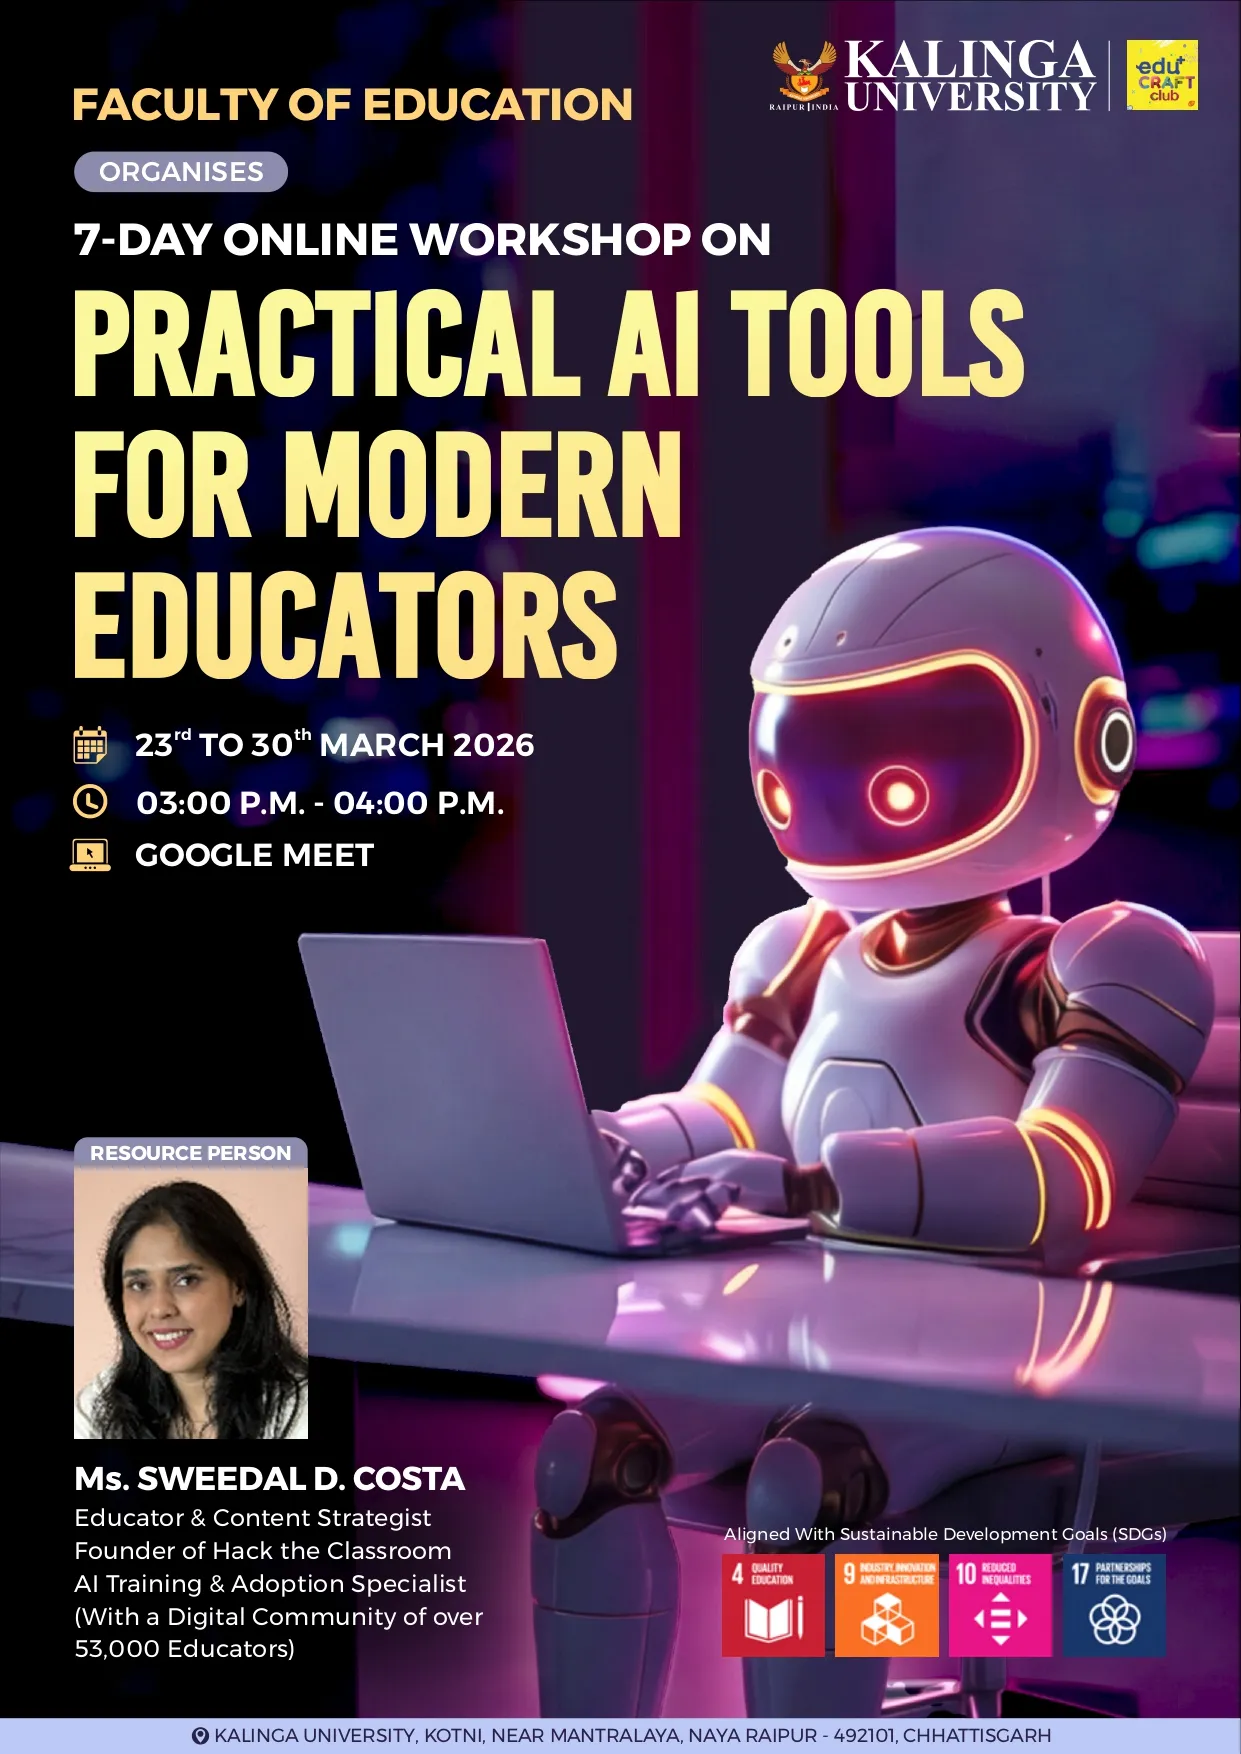 KALINGA
UNIVERSITY
RAIPUR INDIA
edu+
CRAFT
club
FACULTY OF EDUCATION
ORGANISES
7-DAY ONLINE WORKSHOP ON
PRACTICAL AI TOOLS
FOR MODERN
EDUCATORS
23rd TO 30th MARCH 2026
03:00 P.M. - 04:00 P.M.
GOOGLE MEET
RESOURCE PERSON
Ms. SWEEDAL D. COSTA
Educator & Content Strategist
Founder of Hack the Classroom
AI Training & Adoption Specialist
(With a Digital Community of over
53,000 Educators)
Aligned With Sustainable Development Goals (SDGs)
4 QUALITY
EDUCATION
9 INDUSTRY, INNOVATION
AND INFRASTRUCTURE
10 REDUCED
INEQUALITIES
17 PARTNERSHIPS
FOR THE GOALS
KALINGA UNIVERSITY, KOTNI, NEAR MANTRALAYA, NAYA RAIPUR - 492101, CHHATTISGARH